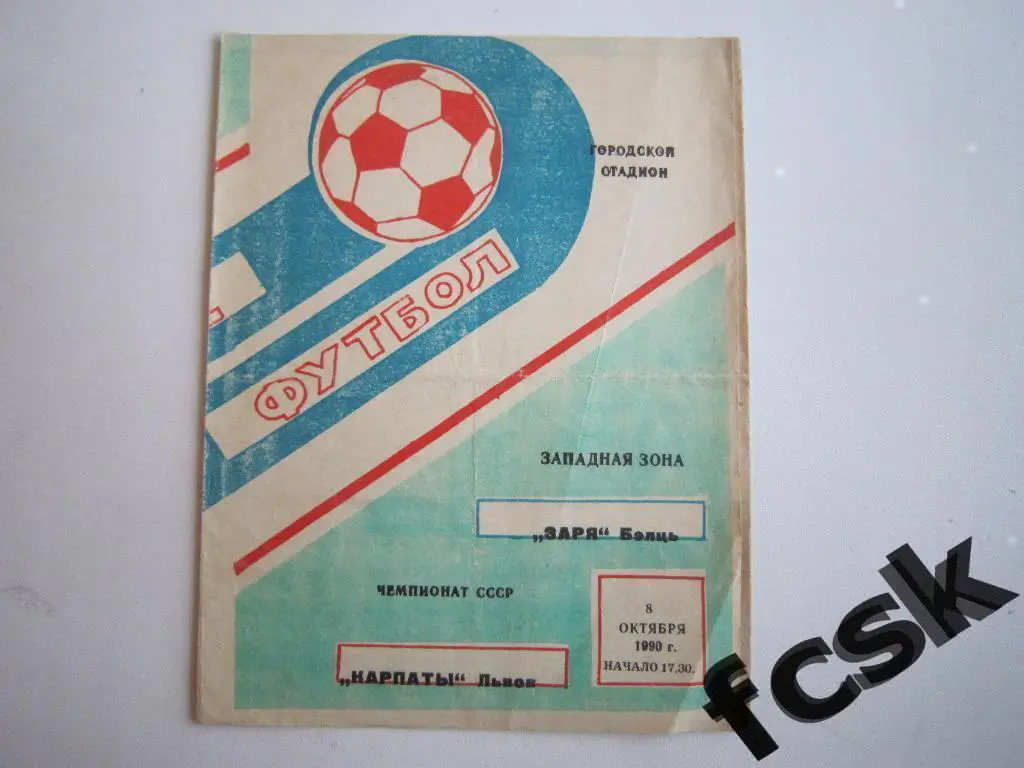 ГОРОДСКОЙ
СТАДИОН
ФУТБОЛ
ЗАПАДНАЯ ЗОНА
„ЗАРЯ“ Бэлць
ЧЕМПИОНАТ СССР
„КАРПАТЫ“ Львов
8
ОКТЯБРЯ
1990 г.
НАЧАЛО 17.30.
fcsk